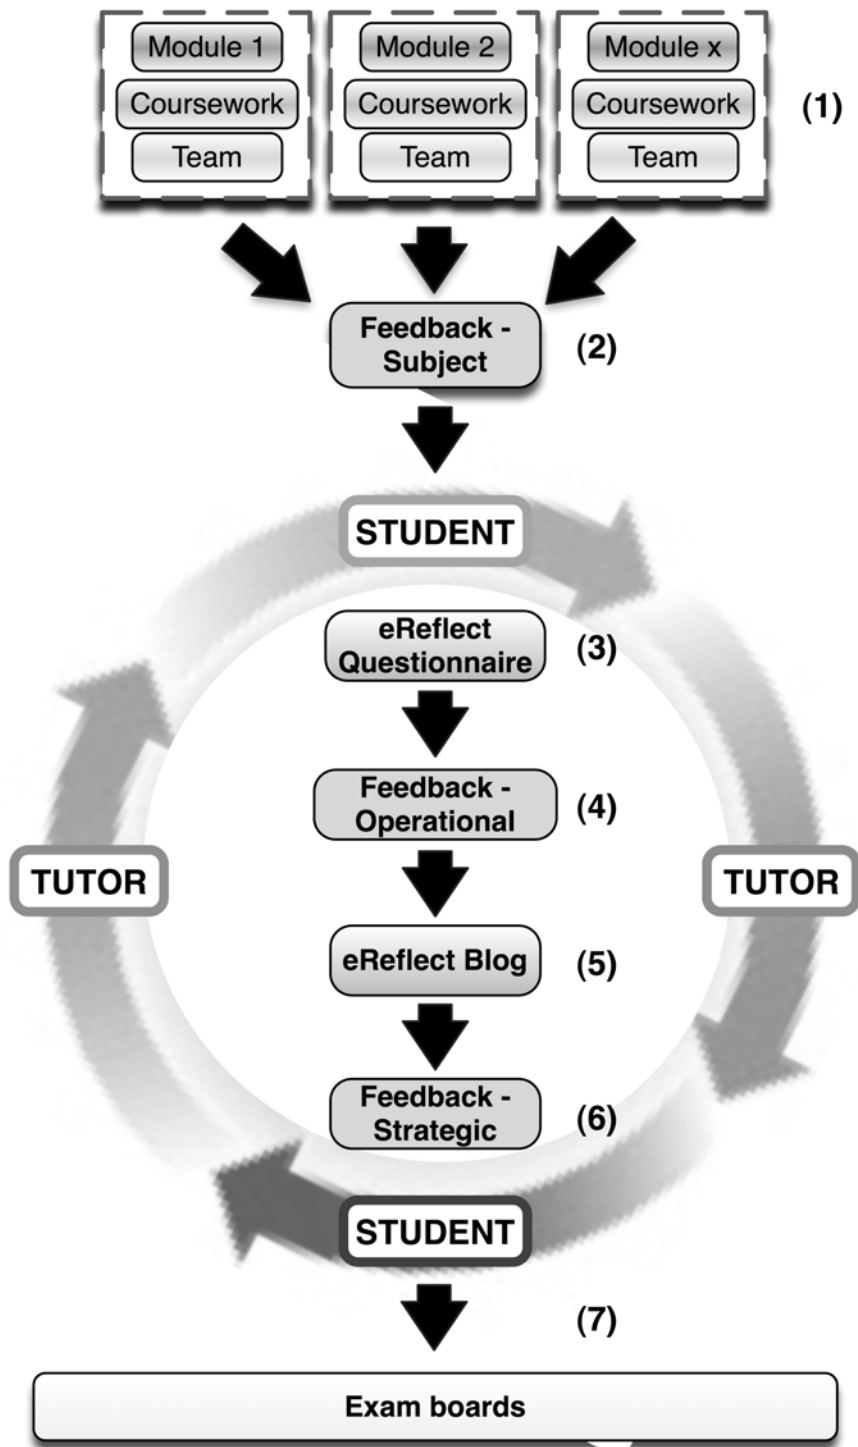 Module 1
Module 2
Module x
Coursework
Coursework
Coursework
(1)
Team
Team
Team
Feedback -
Subject
(2)
STUDENT
eReflect
Questionnaire
(3)
Feedback -
Operational
(4)
TUTOR
TUTOR
eReflect Blog
(5)
Feedback -
Strategic
(6)
STUDENT
(7)
Exam boards